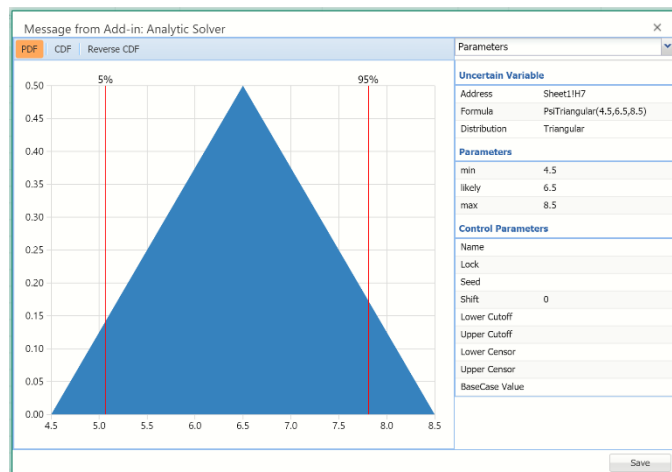 Message from Add-in: Analytic Solver
PDF CDF Reverse CDF
5% 95%
0.50
0.45
0.40
0.35
0.30
0.25
0.20
0.15
0.10
0.05
0.00
4.5 5.0 5.5 6.0 6.5 7.0 7.5 8.0 8.5
Parameters
Uncertain Variable
Address Sheet1!H7
Formula PsiTriangular(4.5,6.5,8.5)
Distribution Triangular
Parameters
min 4.5
likely 6.5
max 8.5
Control Parameters
Name
Lock
Seed
Shift 0
Lower Cutoff
Upper Cutoff
Lower Censor
Upper Censor
BaseCase Value
Save